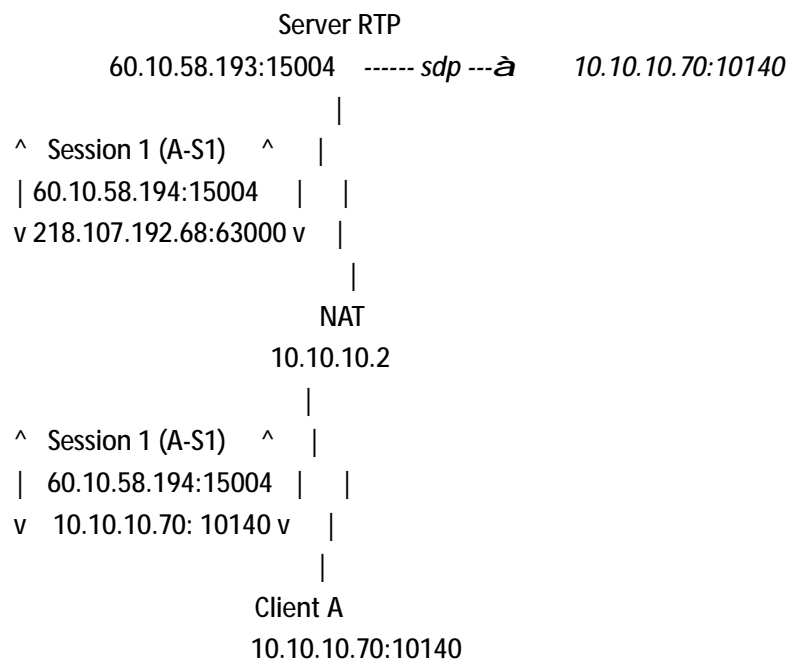 Server RTP
60.10.58.193:15004 ------ sdp ---à 10.10.10.70:10140
|
^ Session 1 (A-S1) ^ |
| 60.10.58.194:15004 | |
v 218.107.192.68:63000 v |
|
NAT
10.10.10.2
|
^ Session 1 (A-S1) ^ |
| 60.10.58.194:15004 | |
v 10.10.10.70: 10140 v |
|
Client A
10.10.10.70:10140